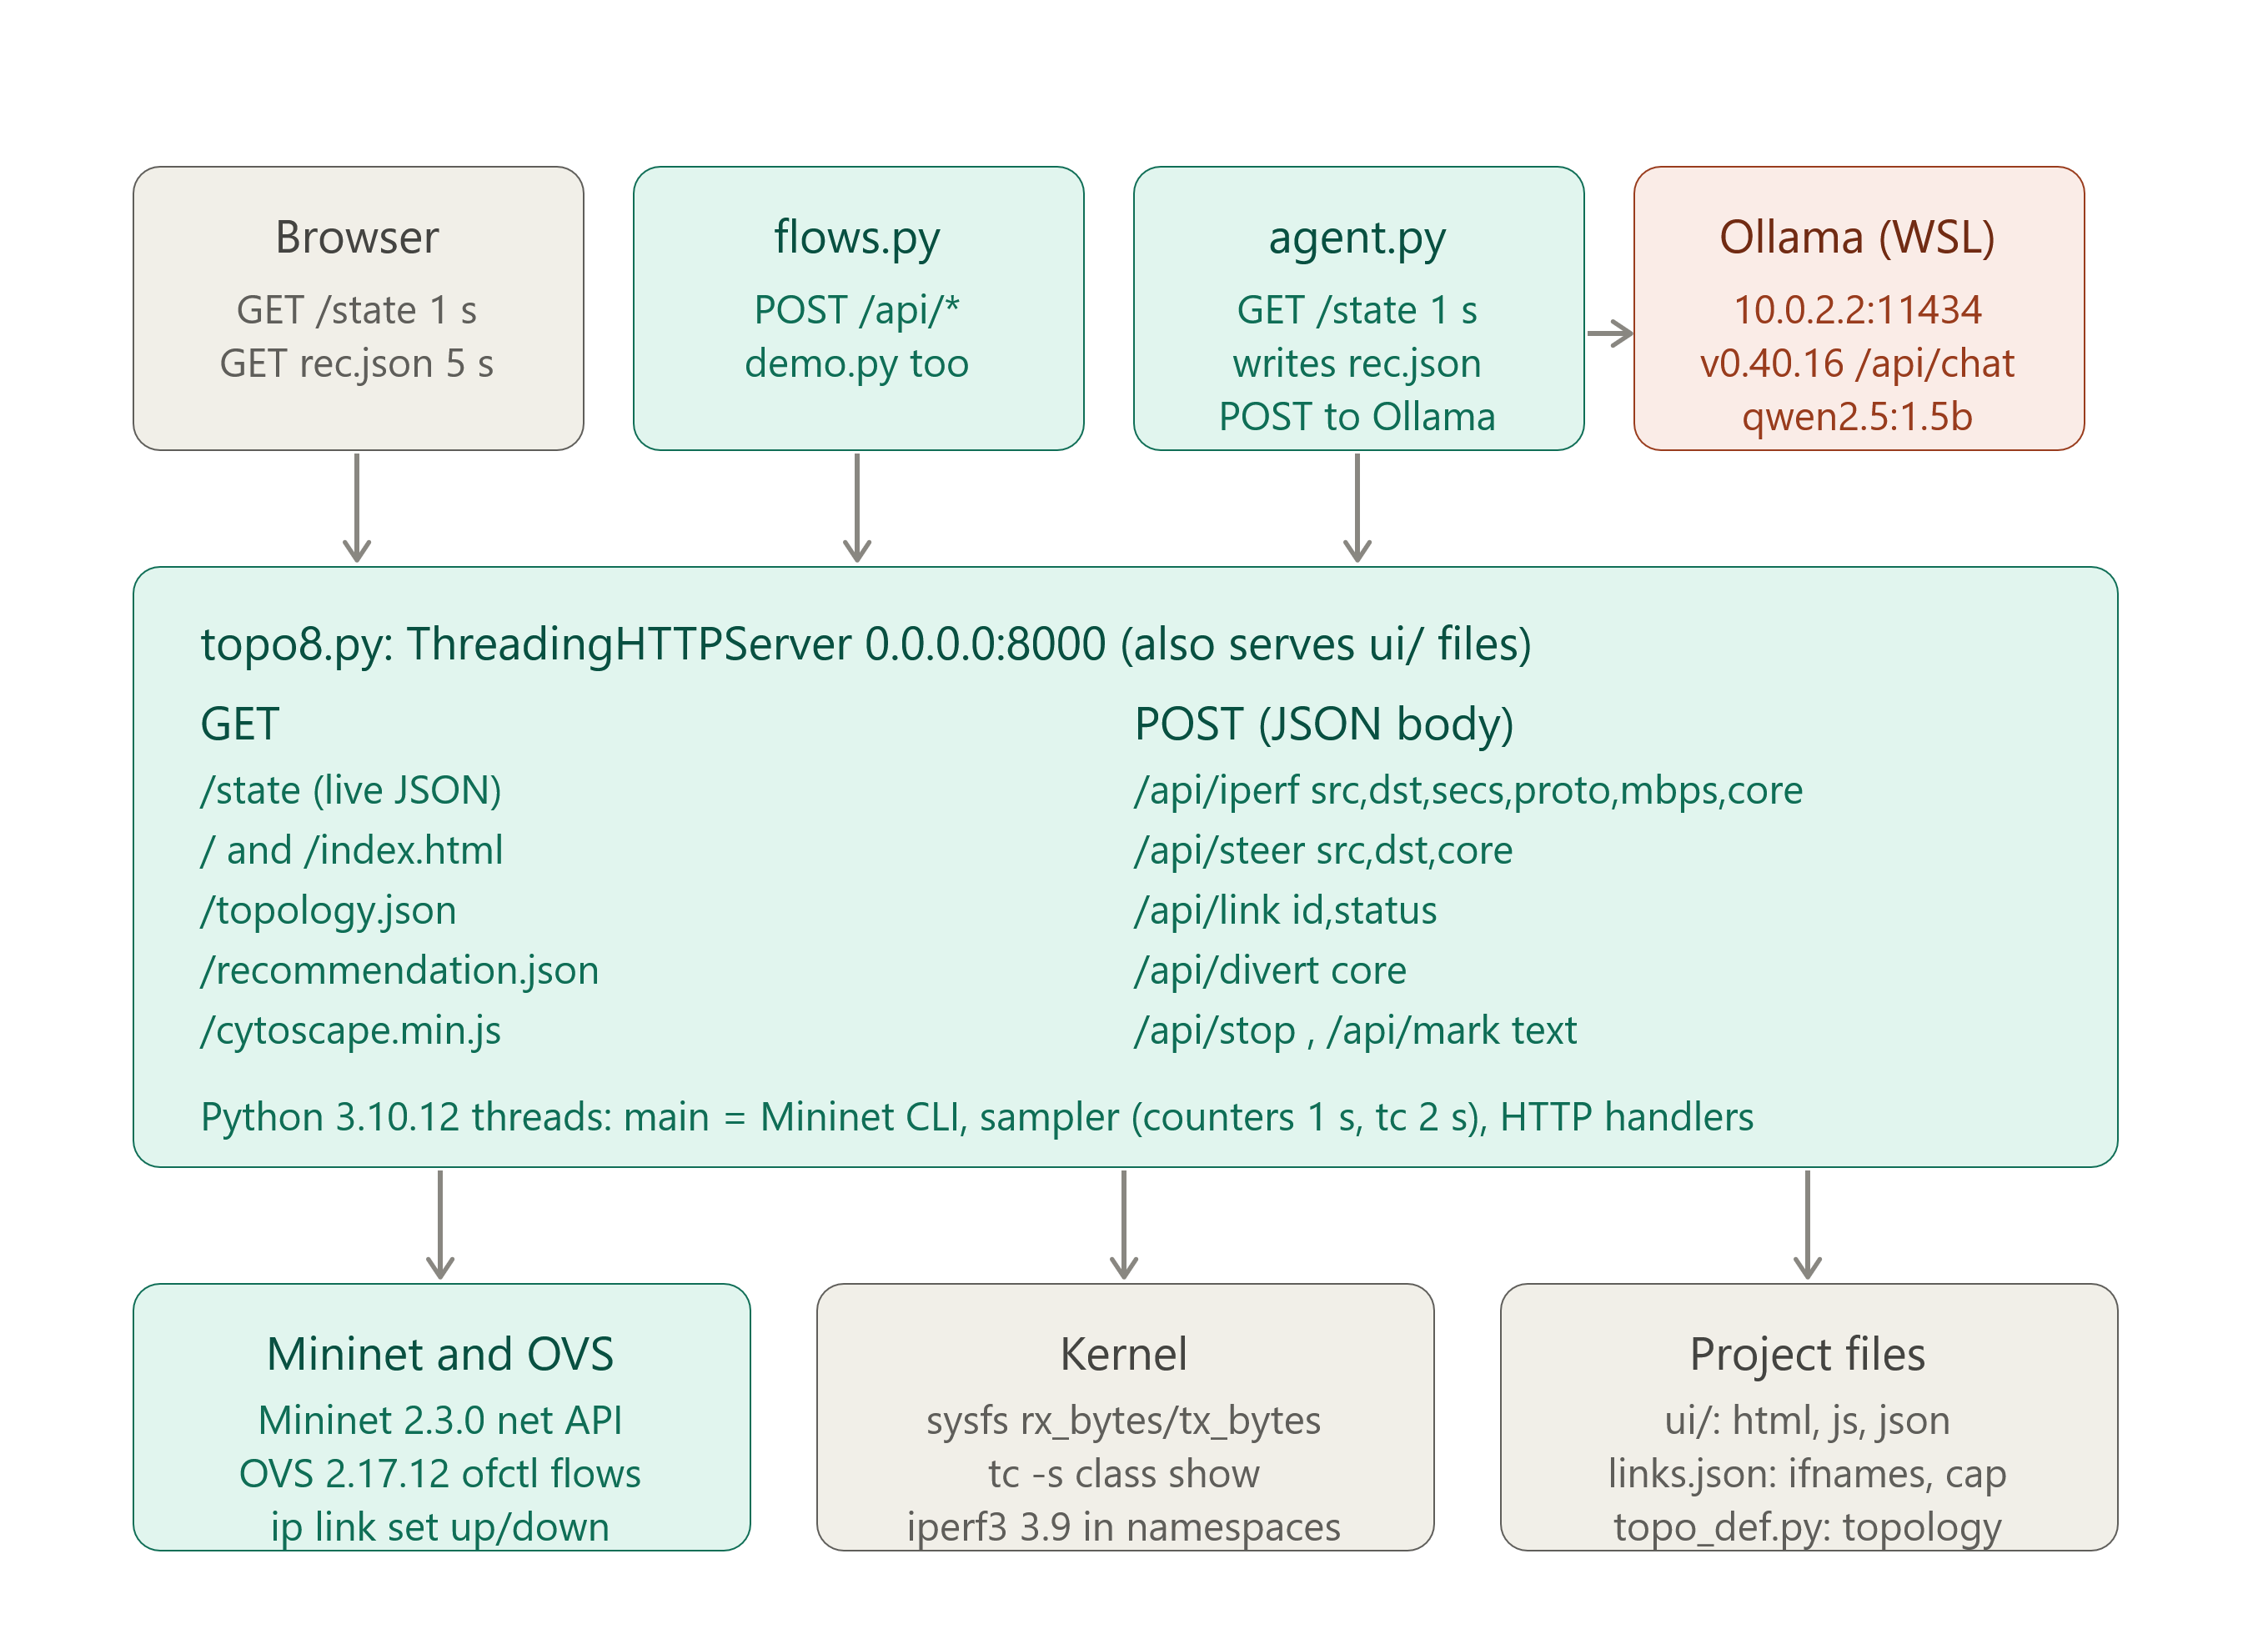 Browser
GET /state 1 s
GET rec.json 5 s
flows.py
POST /api/*
demo.py too
agent.py
GET /state 1 s
writes rec.json
POST to Ollama
Ollama (WSL)
10.0.2.2:11434
v0.40.16 /api/chat
qwen2.5:1.5b
topo8.py: ThreadingHTTPServer 0.0.0.0:8000 (also serves ui/ files)
GET
/state (live JSON)
/ and /index.html
/topology.json
/recommendation.json
/cytoscape.min.js
POST (JSON body)
/api/iperf src,dst,secs,proto,mbps,core
/api/steer src,dst,core
/api/link id,status
/api/divert core
/api/stop , /api/mark text
Python 3.10.12 threads: main = Mininet CLI, sampler (counters 1 s, tc 2 s), HTTP handlers
Mininet and OVS
Mininet 2.3.0 net API
OVS 2.17.12 ofctl flows
ip link set up/down
Kernel
sysfs rx_bytes/tx_bytes
tc -s class show
iperf3 3.9 in namespaces
Project files
ui/: html, js, json
links.json: ifnames, cap
topo_def.py: topology